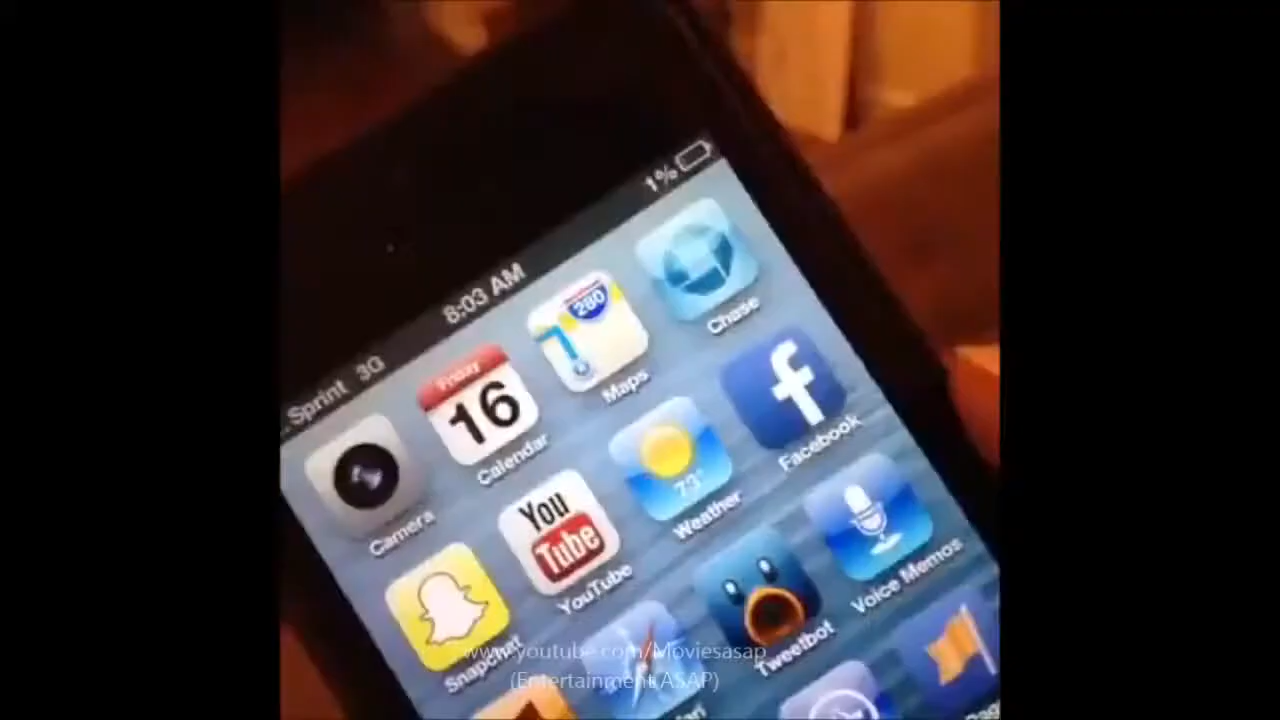 Sprint 3G 8:03 AM 1%
Friday
16
280
73°
Camera
Calendar
Maps
Chase
f
You
Tube
Snapchat
YouTube
Weather
Facebook
Tweetbot
Voice Memos
www.youtube.com/Moviesasap
(Entertainment ASAP)